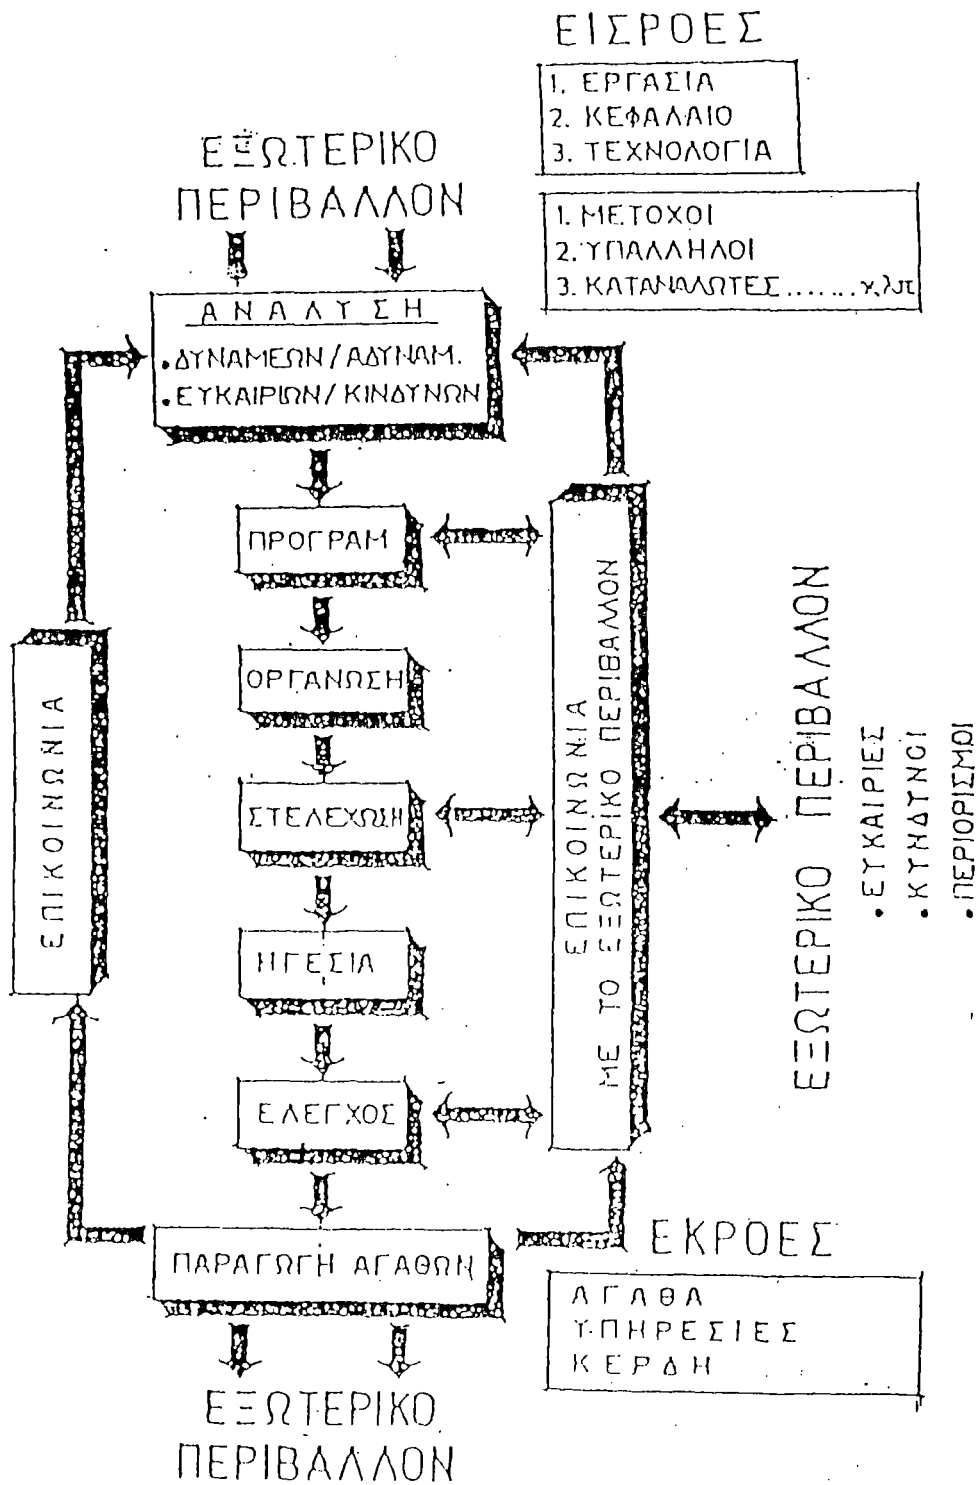 ΕΙΣΡΟΕΣ
1. ΕΡΓΑΣΙΑ
2. ΚΕΦΑΛΑΙΟ
3. ΤΕΧΝΟΛΟΓΙΑ
1. ΜΕΤΟΧΟΙ
2. ΥΠΑΛΛΗΛΟΙ
3. ΚΑΤΑΝΑΛΩΤΕΣ.......κ,λπ
ΕΞΩΤΕΡΙΚΟ
ΠΕΡΙΒΑΛΛΟΝ
ΑΝΑΛΥΣΗ
• ΔΥΝΑΜΕΩΝ/ΑΔΥΝΑΜ.
• ΕΥΚΑΙΡΙΩΝ/ΚΙΝΔΥΝΩΝ
ΠΡΟΓΡΑΜ
ΟΡΓΑΝΩΣΗ
ΣΤΕΛΕΧΩΣΗ
ΗΓΕΣΙΑ
ΕΛΕΓΧΟΣ
ΠΑΡΑΓΩΓΗ ΑΓΑΘΩΝ
ΕΠΙΚΟΙΝΩΝΙΑ
ΕΠΙΚΟΙΝΩΝΙΑ
ΜΕ ΤΟ ΕΞΩΤΕΡΙΚΟ ΠΕΡΙΒΑΛΛΟΝ
ΕΞΩΤΕΡΙΚΟ ΠΕΡΙΒΑΛΛΟΝ
• ΕΥΚΑΙΡΙΕΣ
• ΚΥΝΔΥΝΟΙ
• ΠΕΡΙΟΡΙΣΜΟΙ
ΕΚΡΟΕΣ
ΑΓΑΘΑ
ΥΠΗΡΕΣΙΕΣ
ΚΕΡΔΗ
ΕΞΩΤΕΡΙΚΟ
ΠΕΡΙΒΑΛΛΟΝ